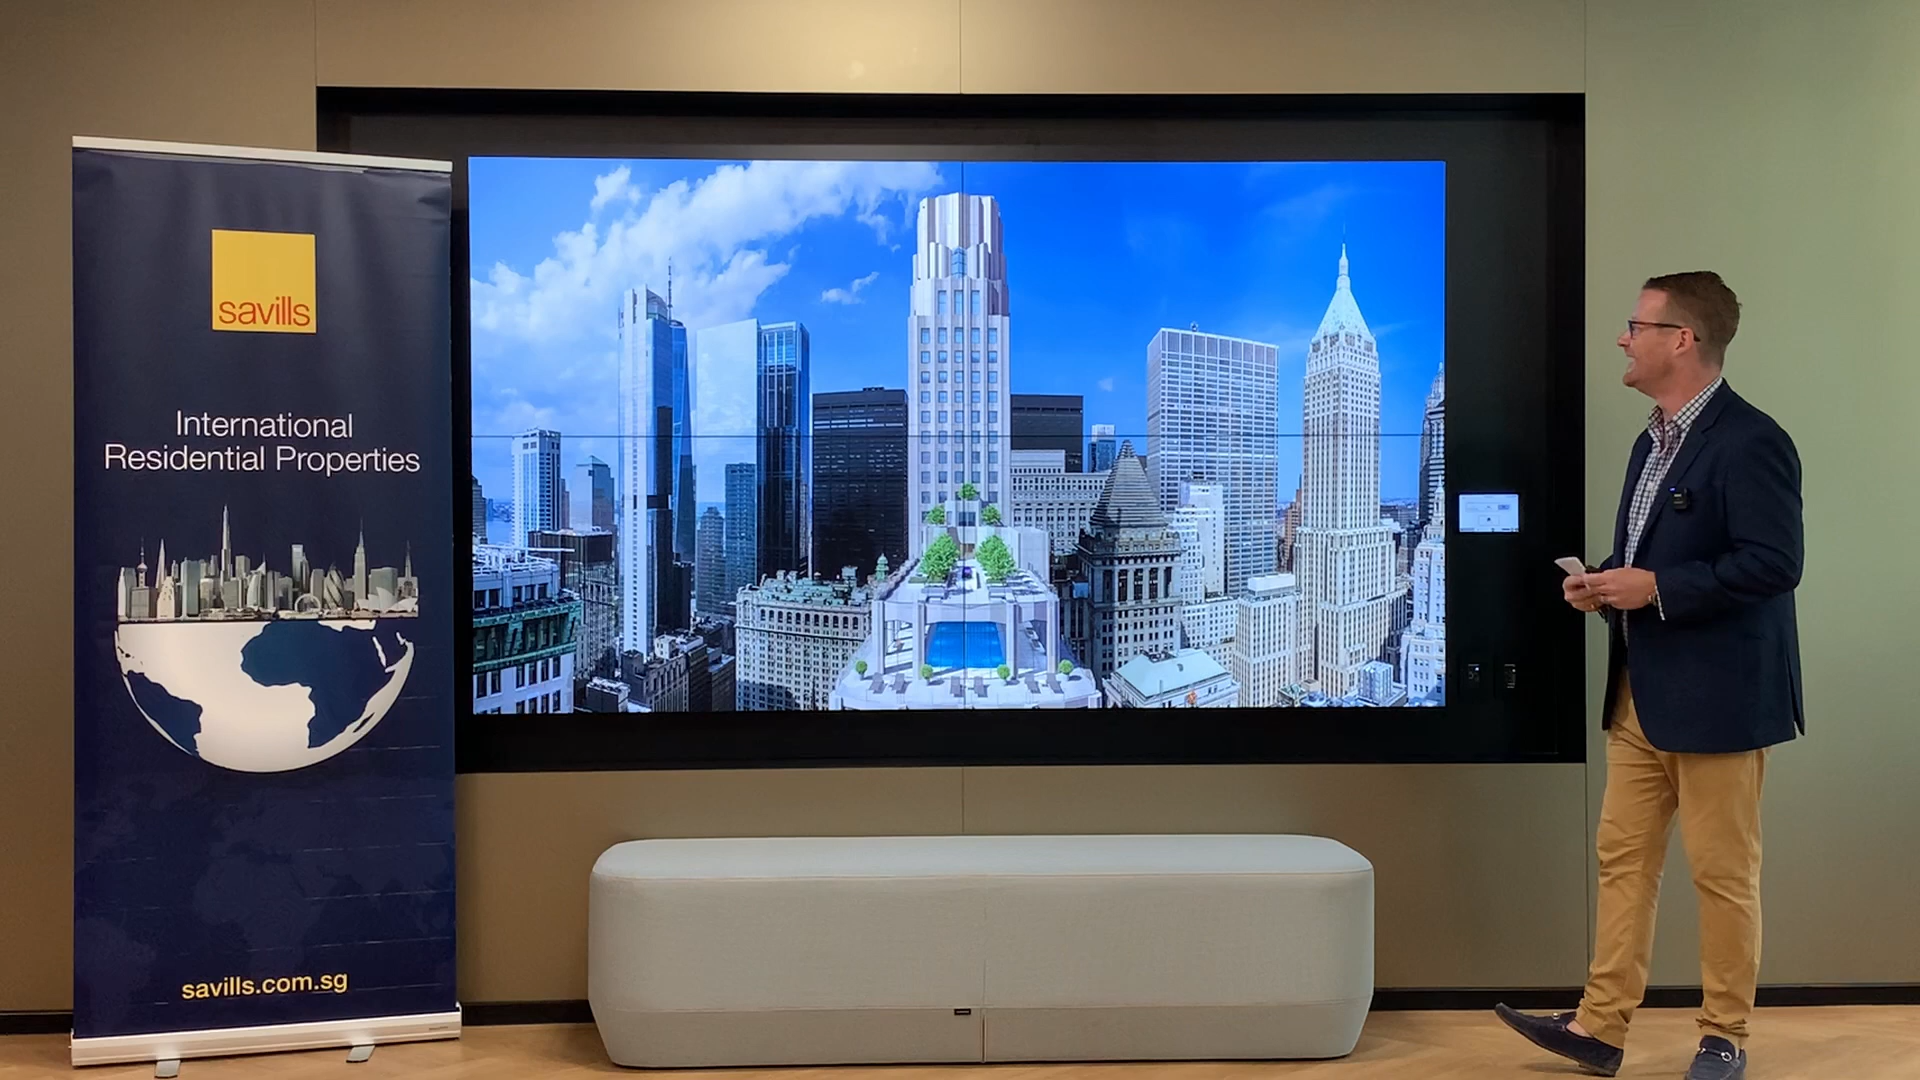 savills
International
Residential Properties
savills.com.sg